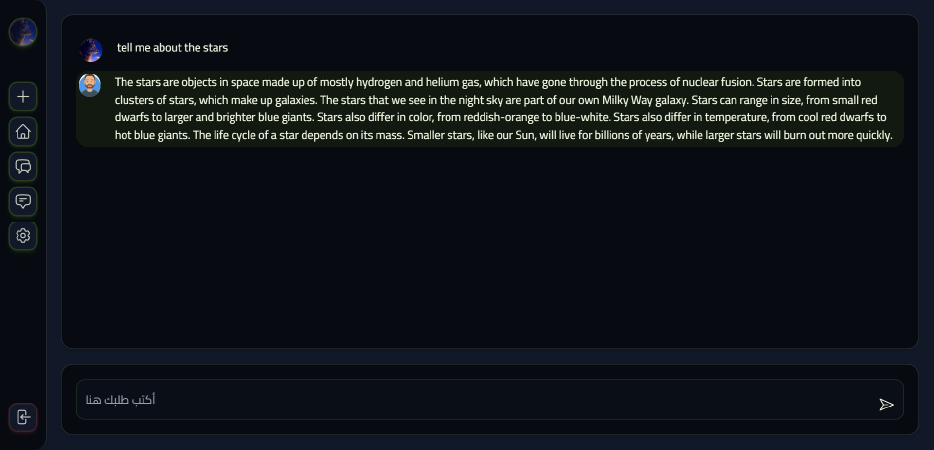 tell me about the stars
The stars are objects in space made up of mostly hydrogen and helium gas, which have gone through the process of nuclear fusion. Stars are formed into
clusters of stars, which make up galaxies. The stars that we see in the night sky are part of our own Milky Way galaxy. Stars can range in size, from small red
dwarfs to larger and brighter blue giants. Stars also differ in color, from reddish-orange to blue-white. Stars also differ in temperature, from cool red dwarfs to
hot blue giants. The life cycle of a star depends on its mass. Smaller stars, like our Sun, will live for billions of years, while larger stars will burn out more quickly.
أكتب طلبك هنا